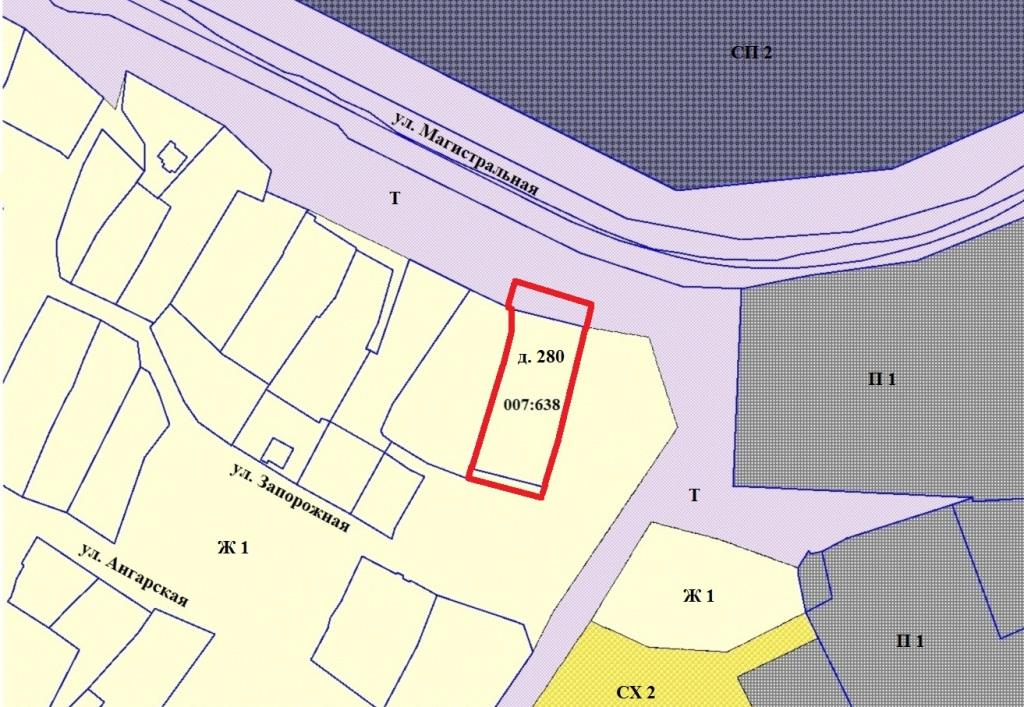 СП 2
ул. Магистральная
Т
д. 280
П 1
007:638
ул. Запорожная
Т
Ж 1
ул. Ангарская
Ж 1
П 1
СХ 2